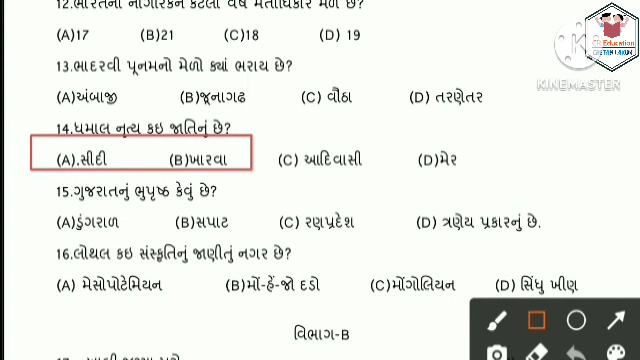 12.ભારતના નાગરિકને કેટલા વર્ષે મતાધિકાર મળે છે?
(A)17 (B)21 (C)18 (D) 19
13.ભાદરવી પૂનમનો મેળો ક્યાં ભરાય છે?
(A)અંબાજી (B)જૂનાગઢ (C) વૌઠા (D) તરણેતર
14.ધમાલ નૃત્ય કઇ જાતિનું છે?
(A).સીદી (B)ખારવા (C) આદિવાસી (D)મેર
15.ગુજરાતનું ભુપૃષ્ઠ કેવું છે?
(A)ડુંગરાળ (B)સપાટ (C) રણપ્રદેશ (D) ત્રણેય પ્રકારનું છે.
16.લોથલ કઇ સંસ્કૃતિનું જાણીતું નગર છે?
(A) મેસોપોટેમિયન (B)મોં-હેં-જો દડો (C)મોંગોલિયન (D) સિંધુ ખીણ
વિભાગ-B
KINEMASTER